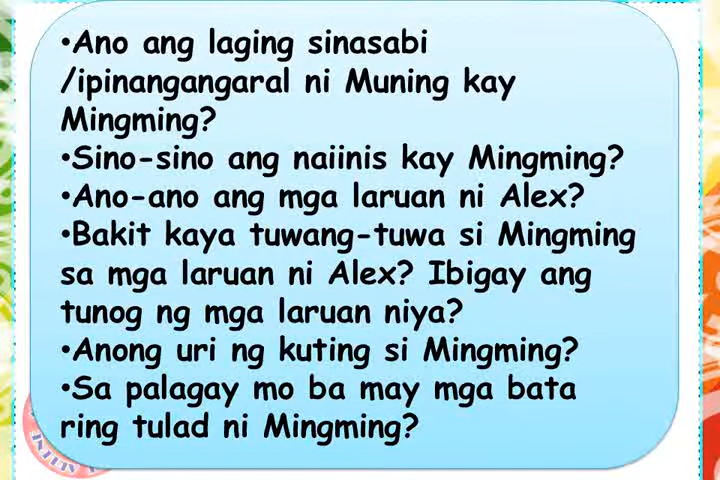 •Ano ang laging sinasabi
/ipinangangaral ni Muning kay
Mingming?
•Sino-sino ang naiinis kay Mingming?
•Ano-ano ang mga laruan ni Alex?
•Bakit kaya tuwang-tuwa si Mingming
sa mga laruan ni Alex? Ibigay ang
tunog ng mga laruan niya?
•Anong uri ng kuting si Mingming?
•Sa palagay mo ba may mga bata
ring tulad ni Mingming?